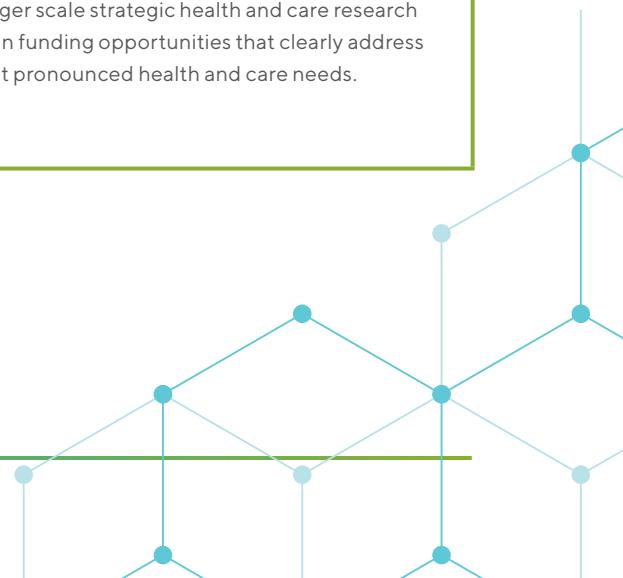 ger scale strategic health and care research
n funding opportunities that clearly address
t pronounced health and care needs.